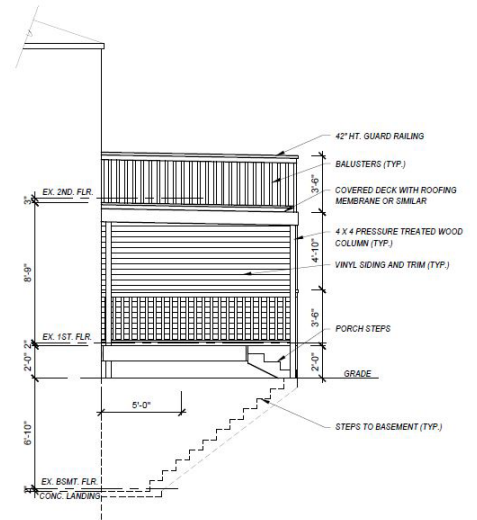 42" HT. GUARD RAILING
BALUSTERS (TYP.)
3'-6"
EX. 2ND. FLR.
3"
COVERED DECK WITH ROOFING
MEMBRANE OR SIMILAR
4 X 4 PRESSURE TREATED WOOD
COLUMN (TYP.)
4'-10"
8'-9"
VINYL SIDING AND TRIM (TYP.)
3'-6"
PORCH STEPS
EX. 1ST. FLR.
2"
2'-0"
2'-0"
GRADE
5'-0"
6'-10"
STEPS TO BASEMENT (TYP.)
EX. BSMT. FLR.
CONC. LANDING